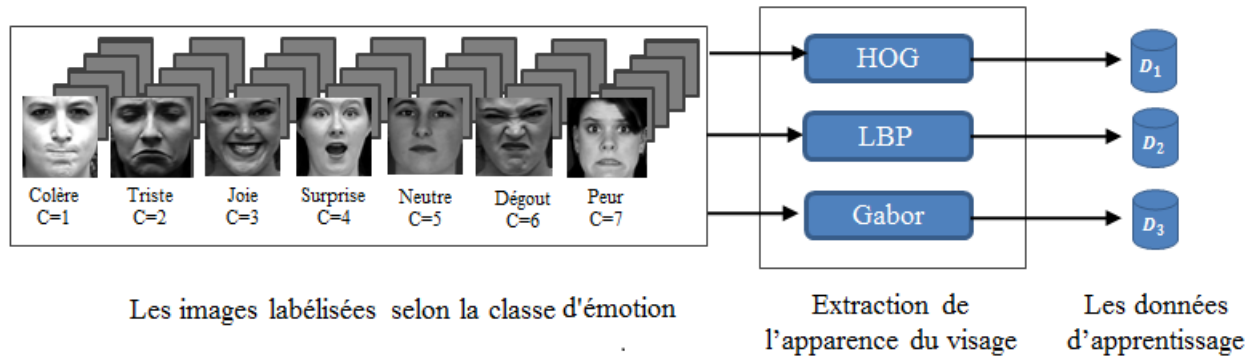 Colère Triste Joie Surprise Neutre Dégout Peur
C=1 C=2 C=3 C=4 C=5 C=6 C=7
HOG
LBP
Gabor
D₁
D₂
D₃
Les images labélisées selon la classe d'émotion
.
Extraction de
l’apparence du visage
Les données
d’apprentissage